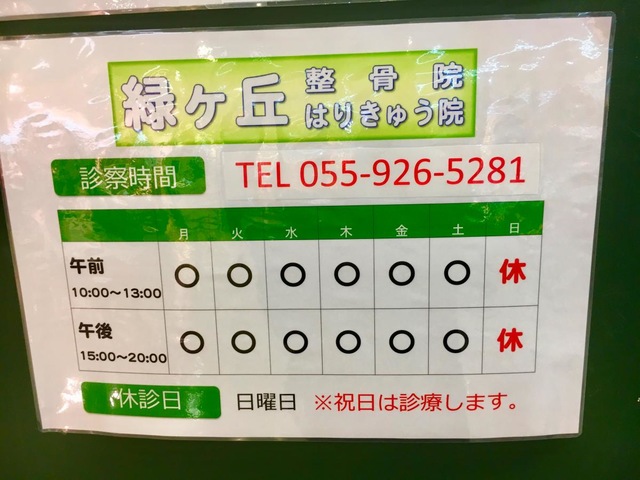 緑ヶ丘 整骨院
はりきゅう院
診察時間 TEL 055-926-5281
月 火 水 木 金 土 日
午前 10:00〜13:00 ○ ○ ○ ○ ○ ○ 休
午後 15:00〜20:00 ○ ○ ○ ○ ○ ○ 休
休診日 日曜日 ※祝日は診療します。